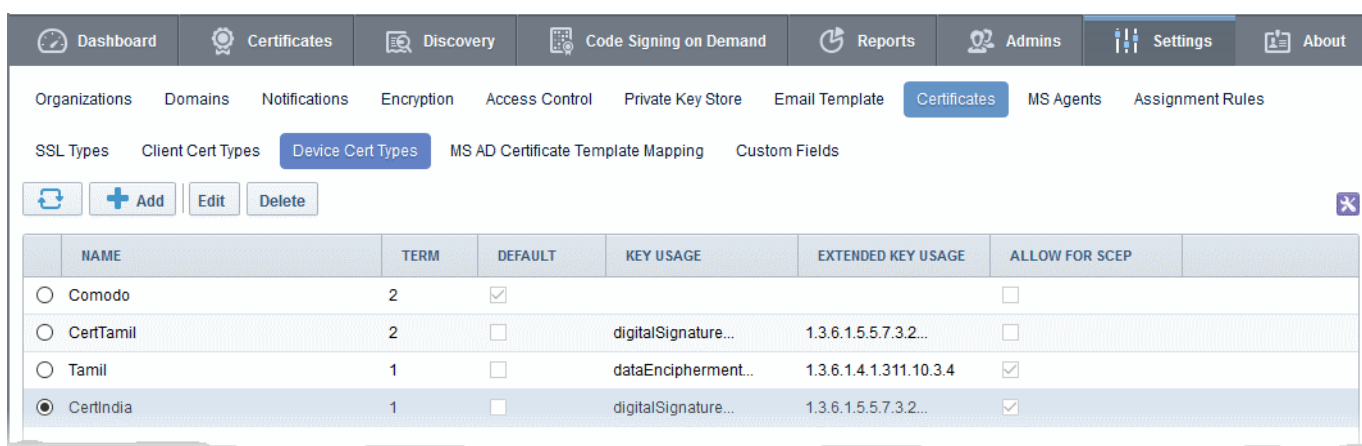 Dashboard Certificates Discovery Code Signing on Demand Reports Admins Settings About
Organizations Domains Notifications Encryption Access Control Private Key Store Email Template Certificates MS Agents Assignment Rules
SSL Types Client Cert Types Device Cert Types MS AD Certificate Template Mapping Custom Fields
Add Edit Delete
NAME TERM DEFAULT KEY USAGE EXTENDED KEY USAGE ALLOW FOR SCEP
Comodo 2
CertTamil 2 digitalSignature... 1.3.6.1.5.5.7.3.2...
Tamil 1 dataEncipherment... 1.3.6.1.4.1.311.10.3.4
CertIndia 1 digitalSignature... 1.3.6.1.5.5.7.3.2...